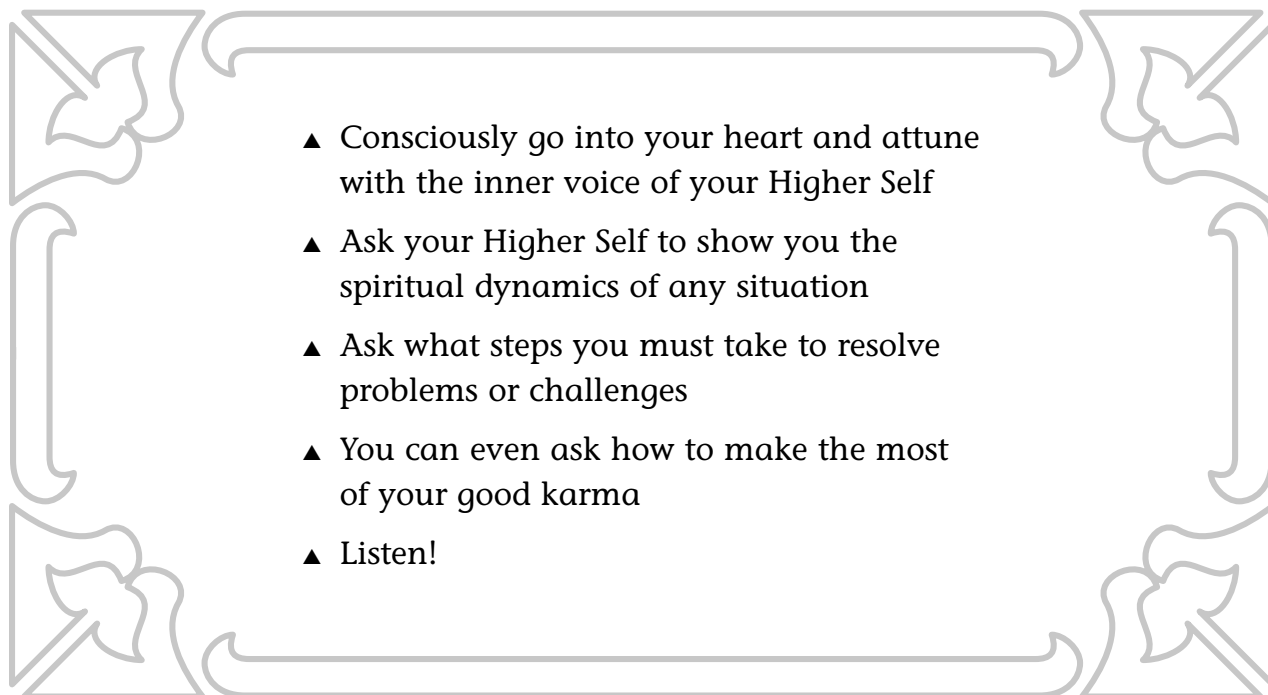 ▲ Consciously go into your heart and attune
with the inner voice of your Higher Self
▲ Ask your Higher Self to show you the
spiritual dynamics of any situation
▲ Ask what steps you must take to resolve
problems or challenges
▲ You can even ask how to make the most
of your good karma
▲ Listen!